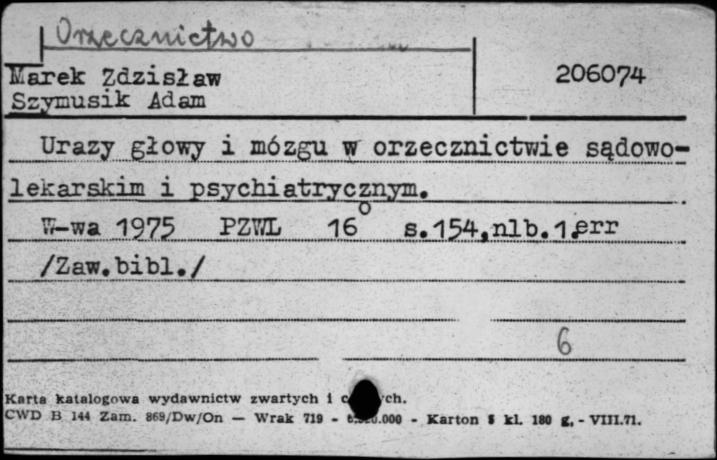 Orzecznictwo
Marek Zdzisław
Szymusik Adam
206074
Urazy głowy i mózgu w orzecznictwie sądowo-
lekarskim i psychiatrycznym.
W-wa 1975 PZWL 16° s.154,nlb.1,err
/Zaw.bibl./
6
Karta katalogowa wydawnictw zwartych i
CWD B 144 Zam. 869/Dw/On — Wrak 719 - - Karton 5 kl. 180 g. - VIII.71.